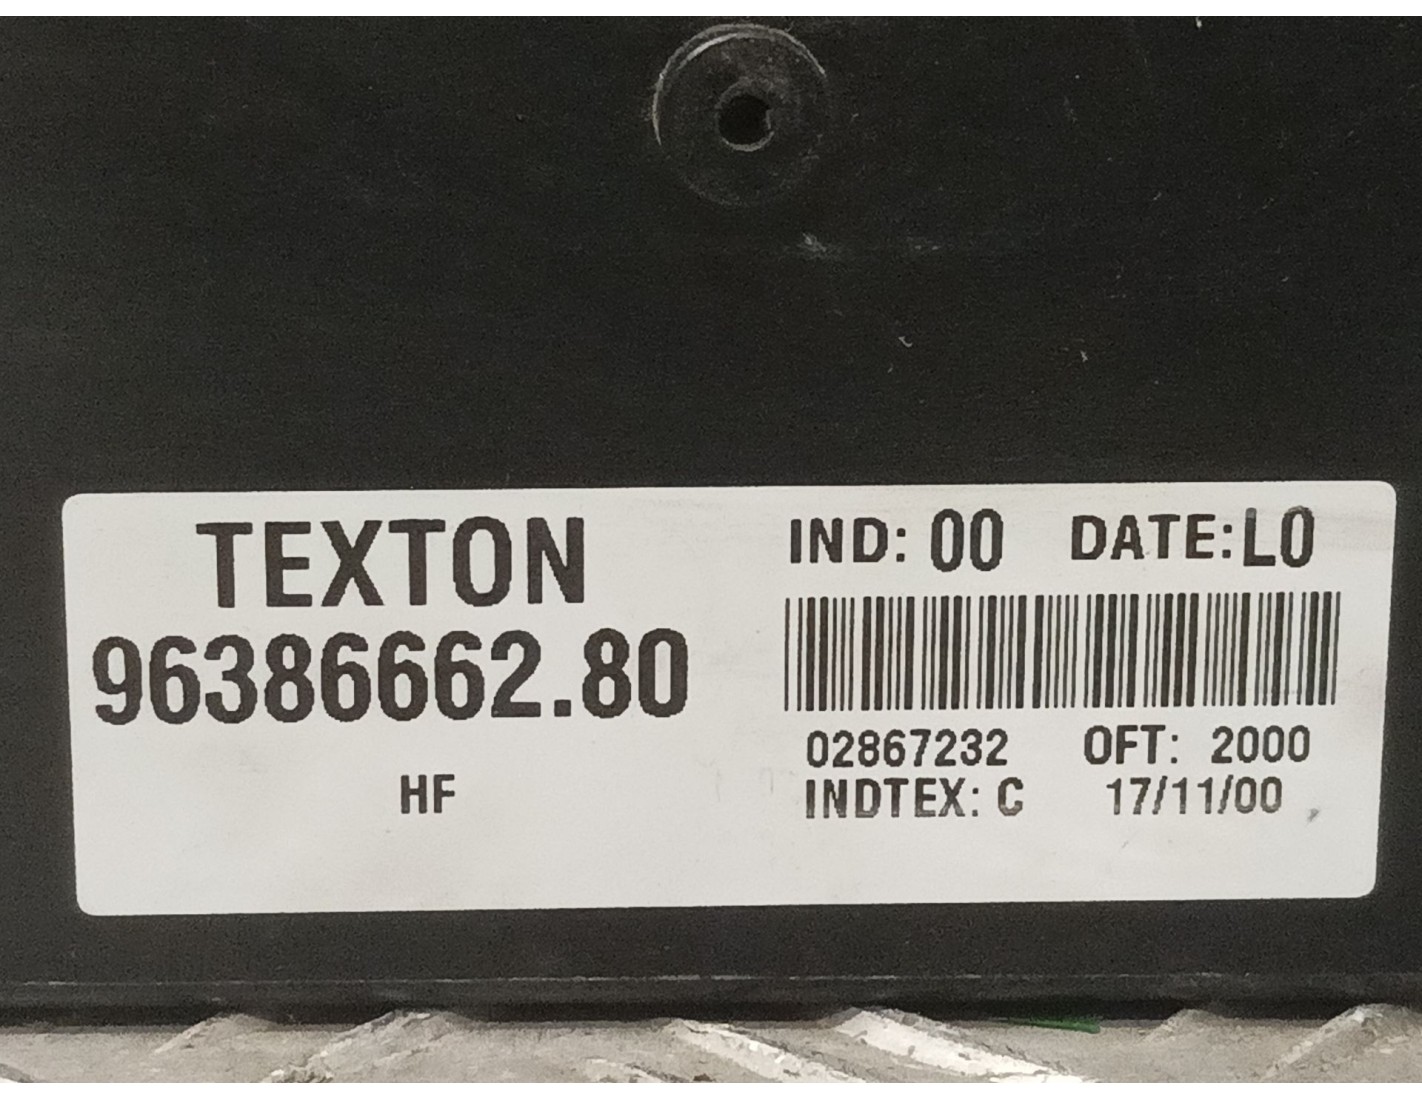 TEXTON
96386662.80
HF
IND: 00 DATE: L0
02867232 OFT: 2000
INDTEX: C 17/11/00